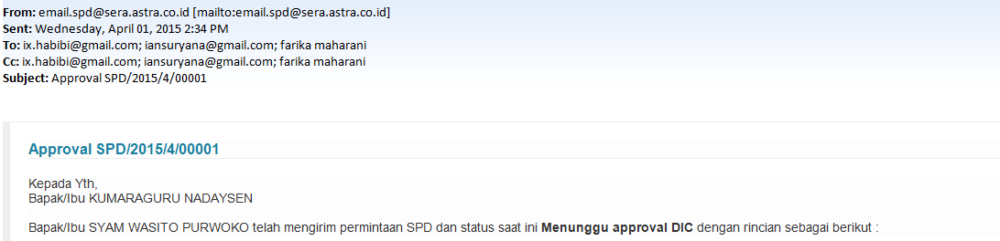 From: email.spd@sera.astra.co.id [mailto:email.spd@sera.astra.co.id]
Sent: Wednesday, April 01, 2015 2:34 PM
To: ix.habibi@gmail.com; iansuryana@gmail.com; farika maharani
Cc: ix.habibi@gmail.com; iansuryana@gmail.com; farika maharani
Subject: Approval SPD/2015/4/00001
Approval SPD/2015/4/00001
Kepada Yth,
Bapak/Ibu KUMARAGURU NADAYSEN
Bapak/Ibu SYAM WASITO PURWOKO telah mengirim permintaan SPD dan status saat ini Menunggu approval DIC dengan rincian sebagai berikut :